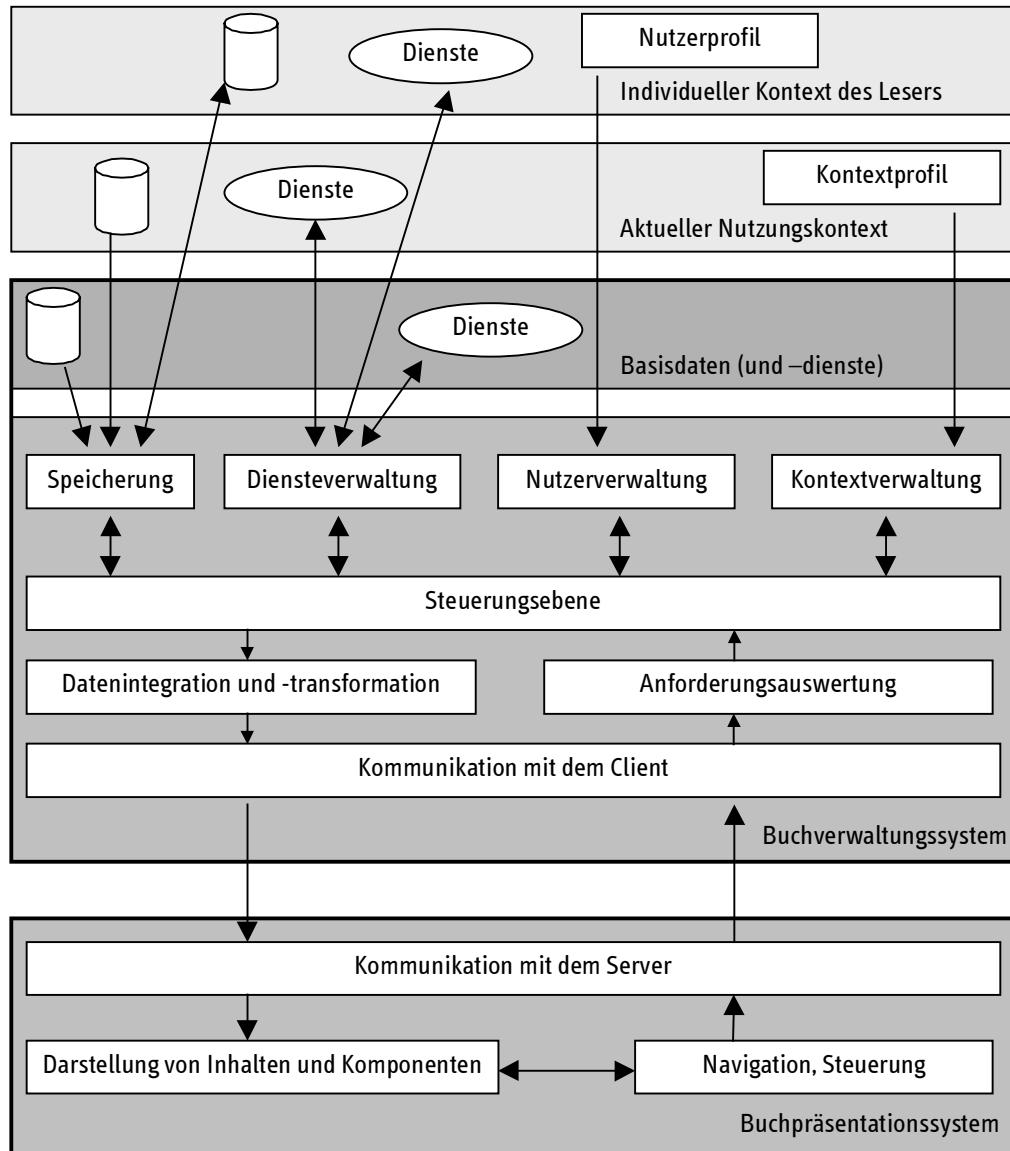 Dienste
Nutzerprofil
Individueller Kontext des Lesers
Dienste
Kontextprofil
Aktueller Nutzungskontext
Dienste
Basisdaten (und –dienste)
Speicherung
Diensteverwaltung
Nutzerverwaltung
Kontextverwaltung
Steuerungsebene
Datenintegration und -transformation
Anforderungsauswertung
Kommunikation mit dem Client
Buchverwaltungssystem
Kommunikation mit dem Server
Darstellung von Inhalten und Komponenten
Navigation, Steuerung
Buchpräsentationssystem